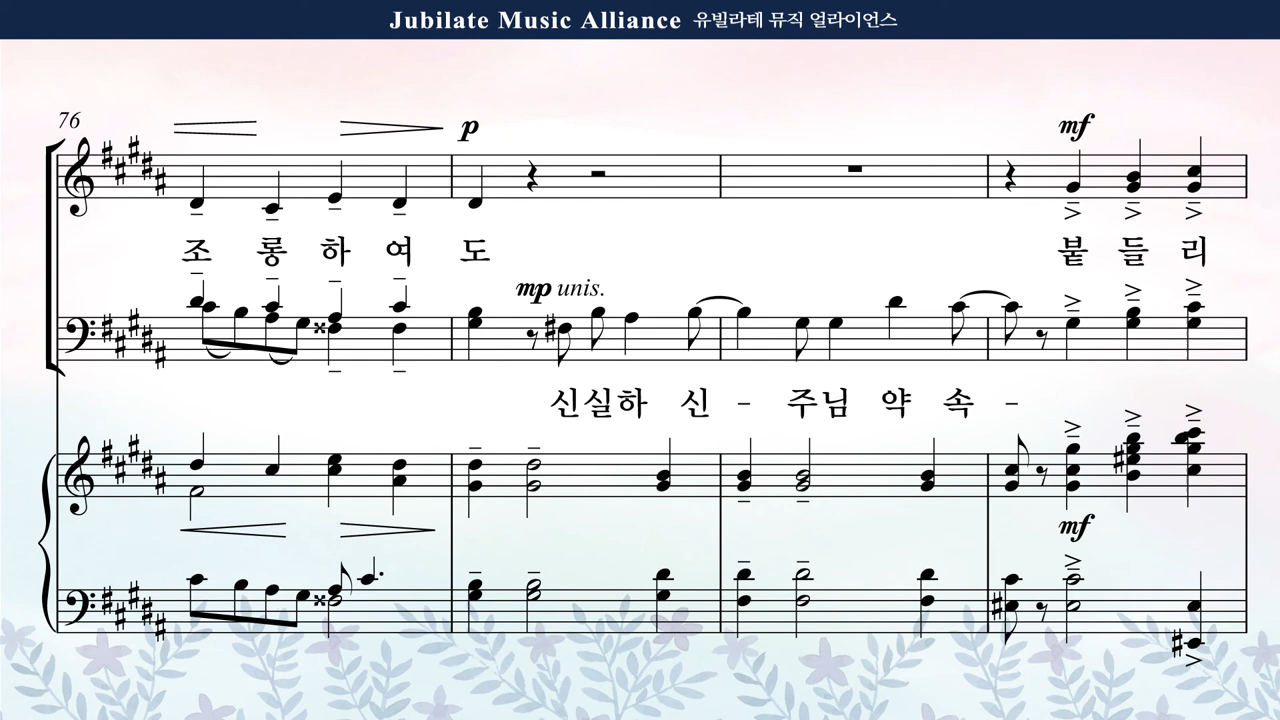 Jubilate Music Alliance 유빌라테 뮤직 얼라이언스
76
p
mf
조 롱 하 여 도 붙 들 리
mp unis.
신실하 신 - 주님 약 속 -
mf